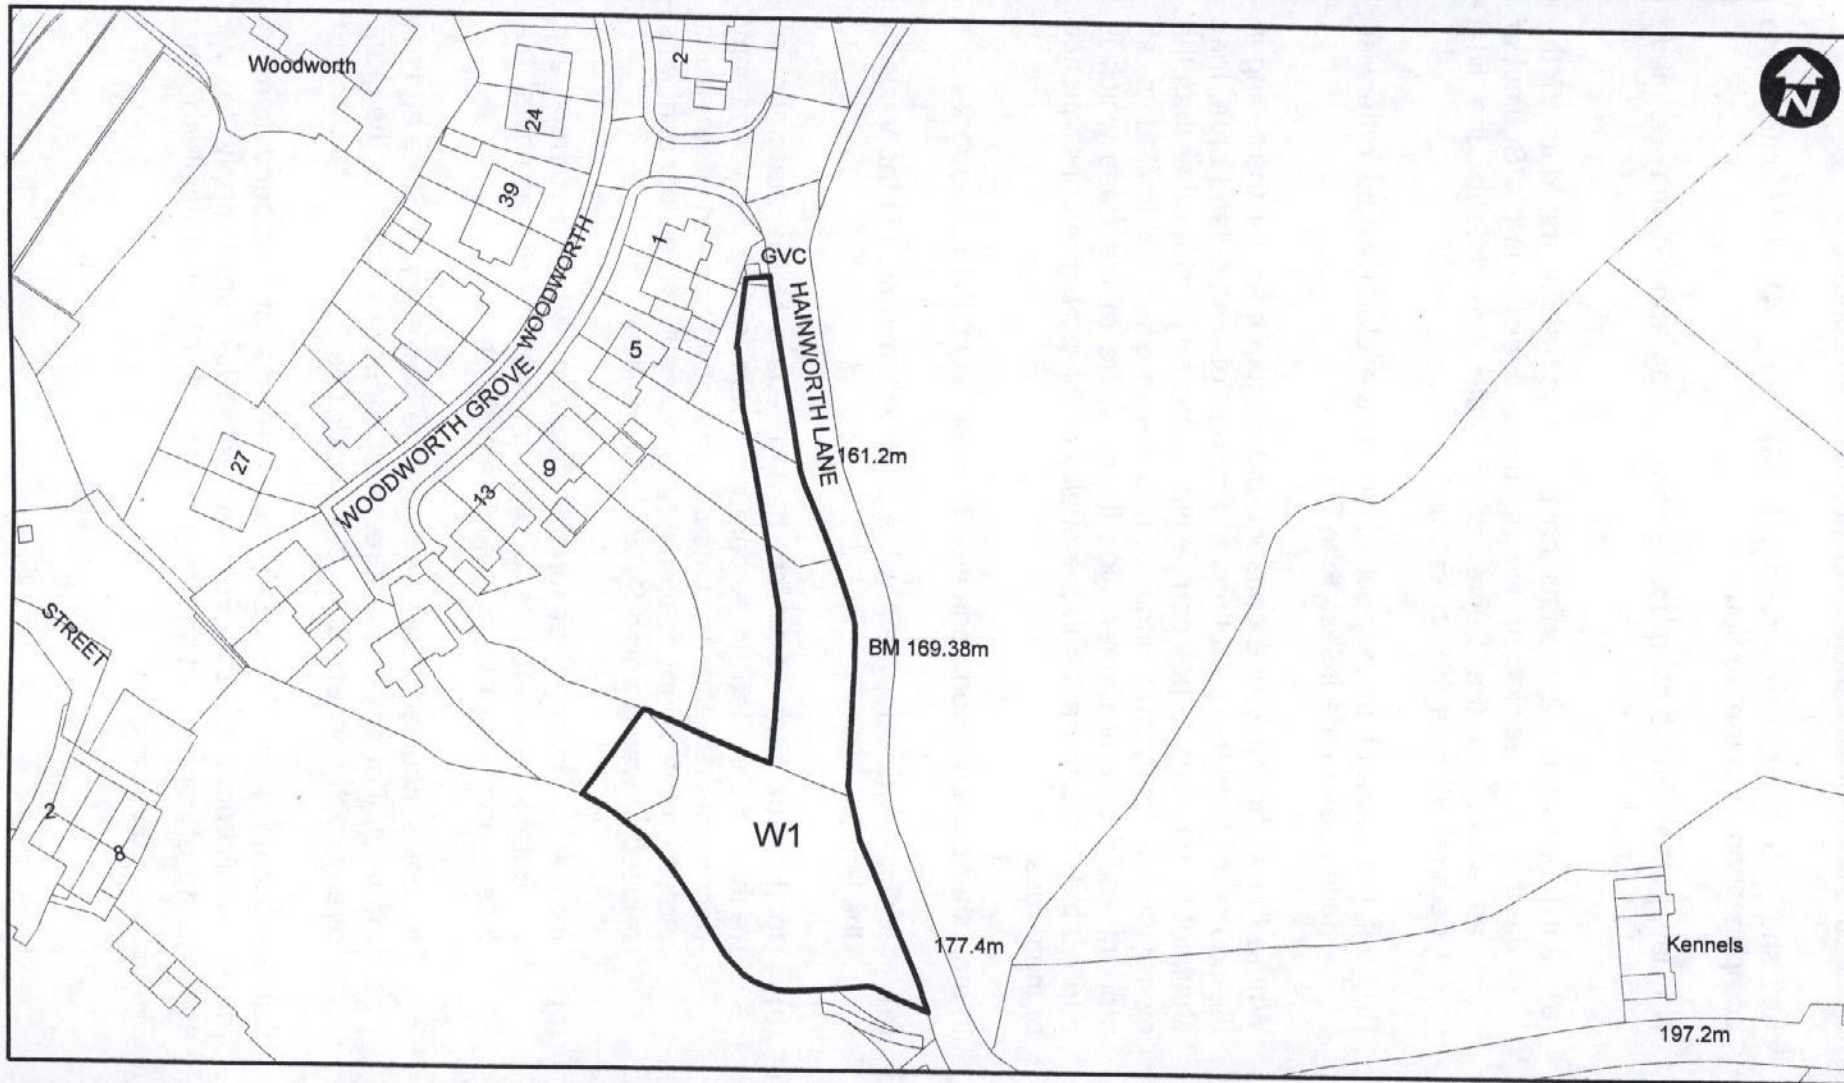 Woodworth
24
2
N
39
1
GVC
WOODWORTH GROVE WOODWORTH
HAINWORTH LANE
5
161.2m
27
9
13
STREET
BM 169.38m
2
8
W1
177.4m
Kennels
197.2m